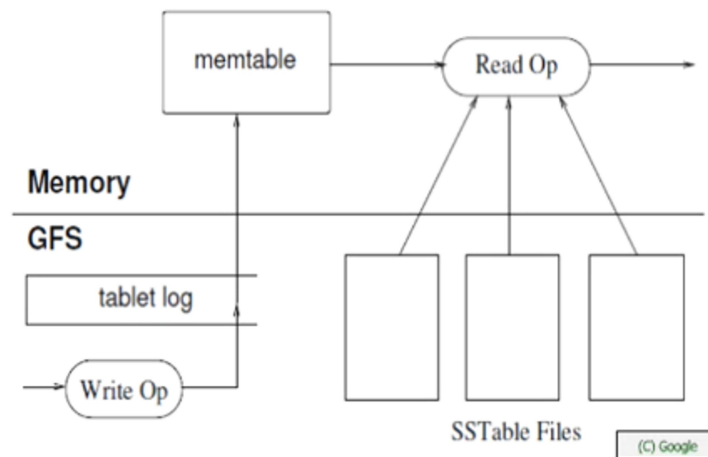 memtable
Read Op
Memory
GFS
tablet log
Write Op
SSTable Files
(C) Google